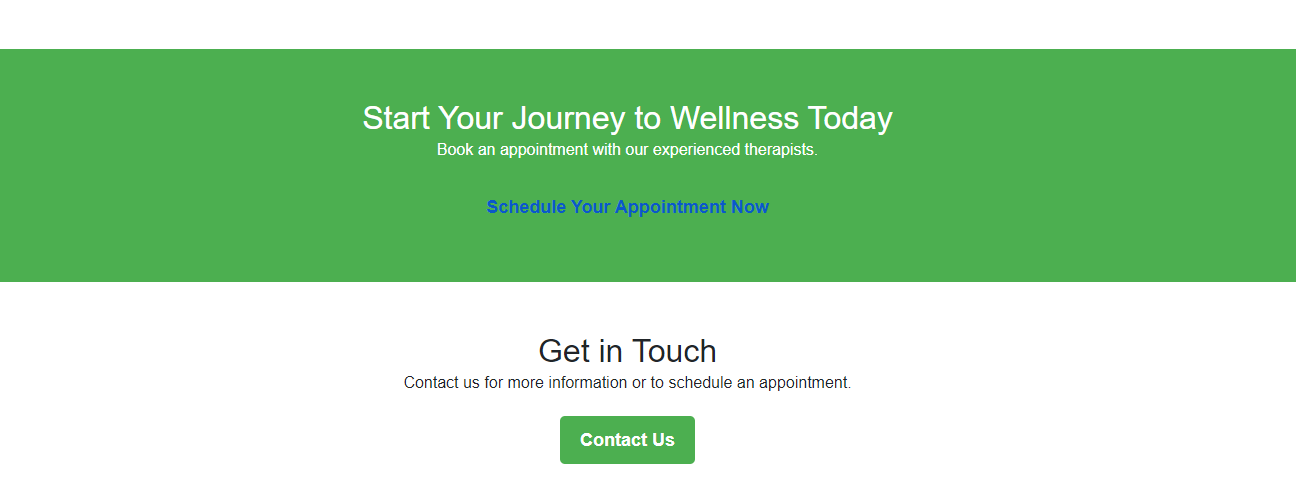 Start Your Journey to Wellness Today
Book an appointment with our experienced therapists.
Schedule Your Appointment Now
Get in Touch
Contact us for more information or to schedule an appointment.
Contact Us